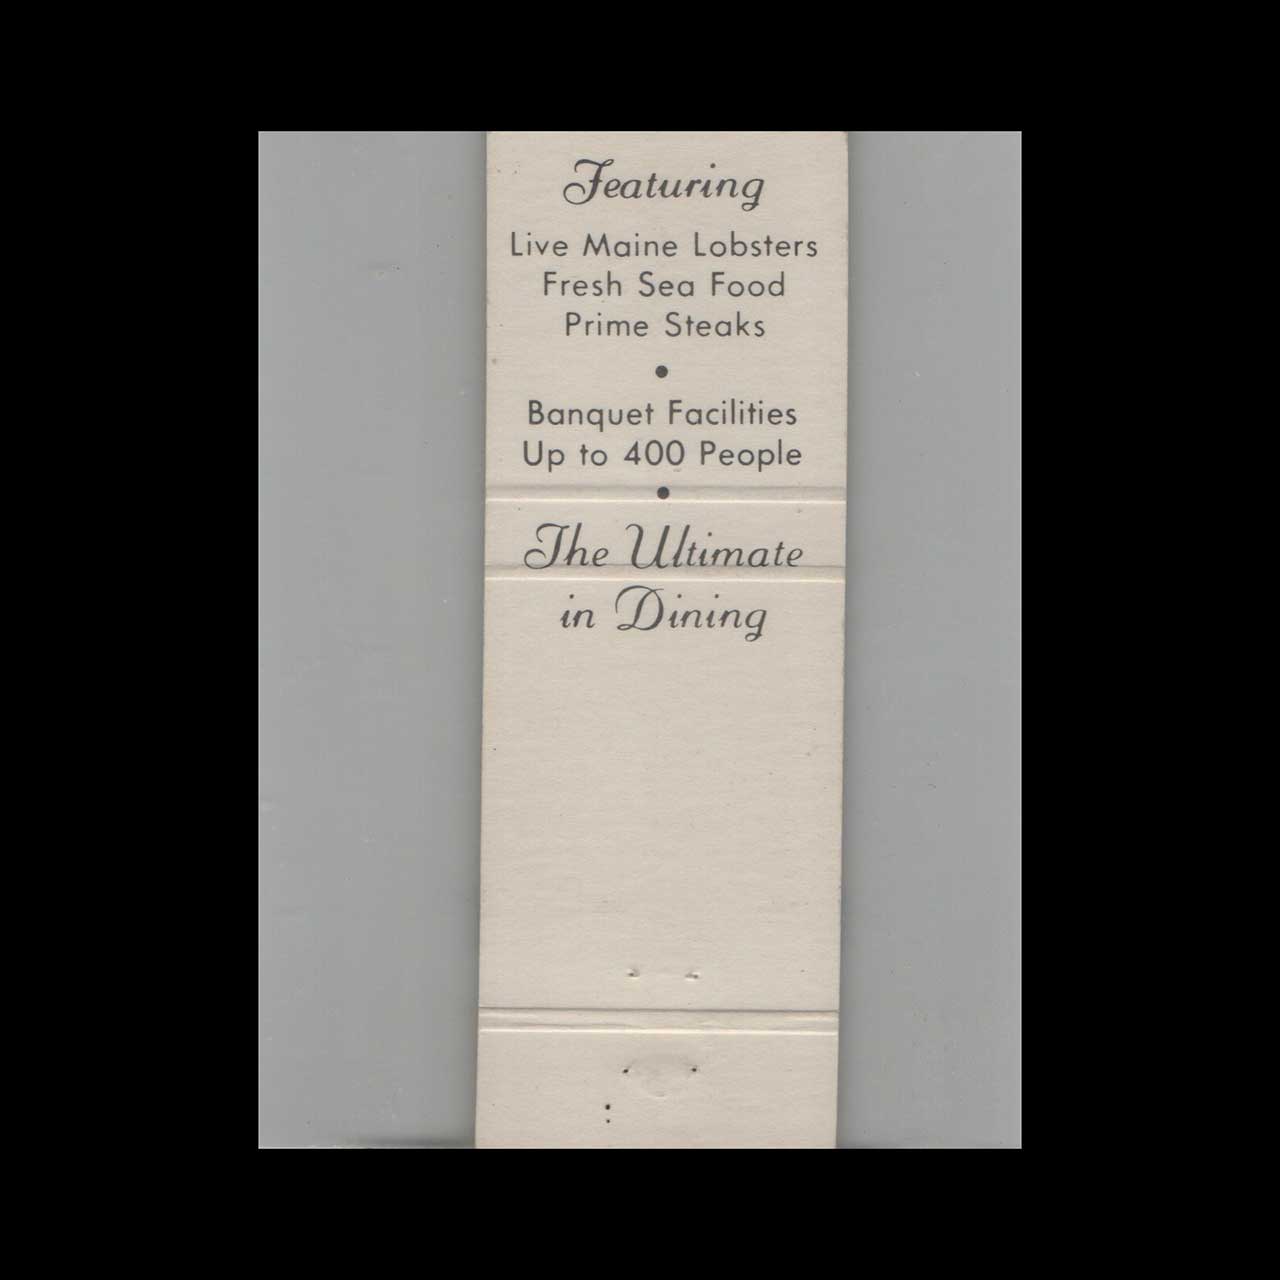 Featuring
Live Maine Lobsters
Fresh Sea Food
Prime Steaks
•
Banquet Facilities
Up to 400 People
•
The Ultimate
in Dining